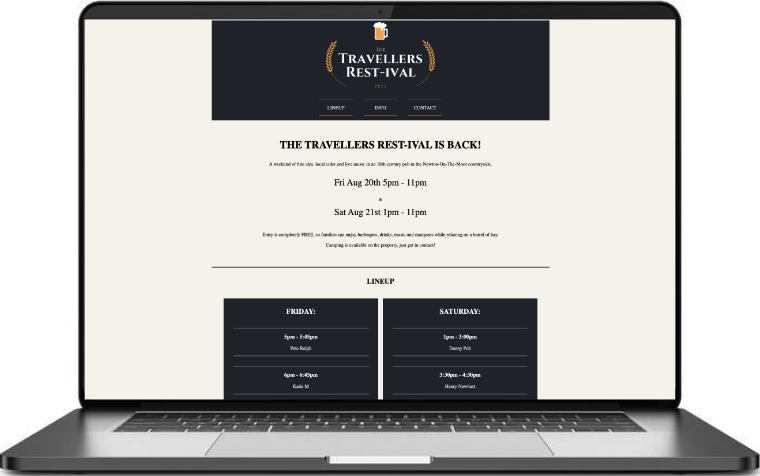 THE
TRAVELLERS
REST-IVAL
2021
LINEUP
INFO
CONTACT
THE TRAVELLERS REST-IVAL IS BACK!
A weekend of fine ales, local cider and live music in an 18th century pub in the Newton-On-The-Moor countryside.
Fri Aug 20th 5pm - 11pm
Sat Aug 21st 1pm - 11pm
Entry is completely FREE, so families can enjoy barbeques, drinks, music and marquees while relaxing on a barrel of hay.
Camping is available on the property, just get in contact!
LINEUP
FRIDAY:
5pm - 5:45pm
Pete Ralph
6pm - 6:45pm
Katie M
SATURDAY:
1pm - 3:00pm
Danny Pelt
3:30pm - 4:30pm
Henry Newburt